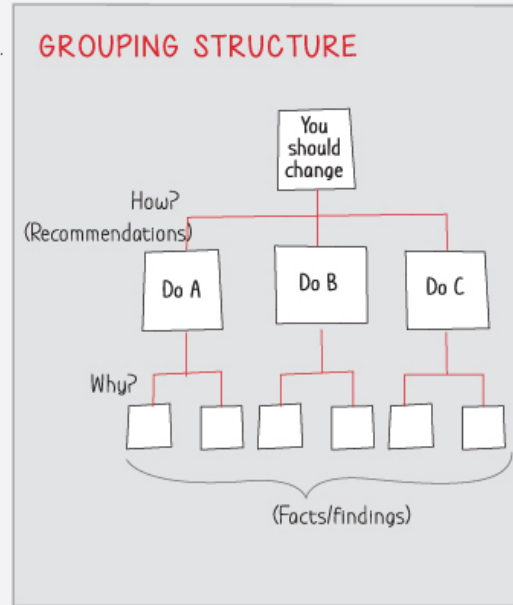 GROUPING STRUCTURE
You
should
change
How?
(Recommendations)
Do A
Do B
Do C
Why?
(Facts/findings)